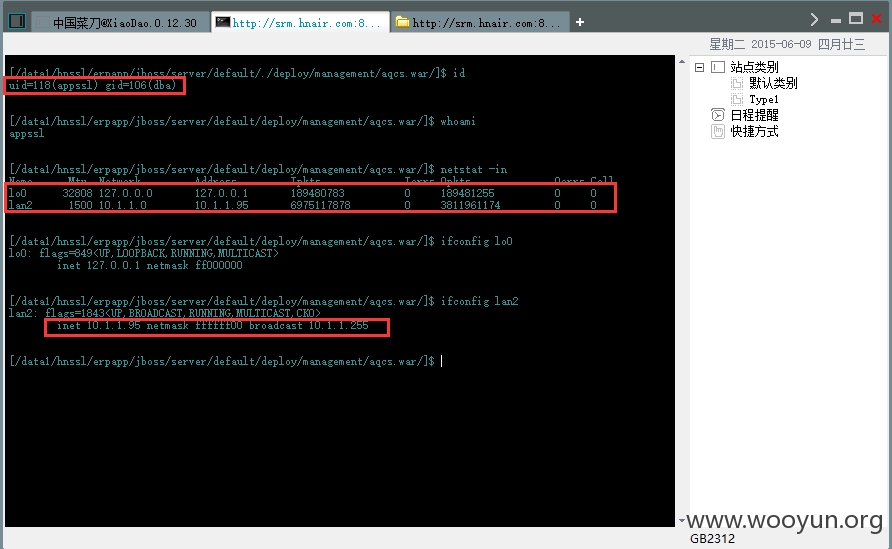 中国菜刀@XiaoDao.0.12.30 http://srm.hnair.com:8... http://srm.hnair.com:8... +
星期二 2015-06-09 四月廿三
[/data1/hnssl/erpapp/jboss/server/default/./deploy/management/aqcs.war/]$ id
uid=118(appssl) gid=106(dba)
[/data1/hnssl/erpapp/jboss/server/default/deploy/management/aqcs.war/]$ whoami
appssl
[/data1/hnssl/erpapp/jboss/server/default/deploy/management/aqcs.war/]$ netstat -in
Name Mtu Network Address Ipkts Ierrs Opkts Oerrs Coll
lo0 32808 127.0.0.0 127.0.0.1 189480783 0 189481255 0 0
lan2 1500 10.1.1.0 10.1.1.95 6975117878 0 3811961174 0 0
[/data1/hnssl/erpapp/jboss/server/default/deploy/management/aqcs.war/]$ ifconfig lo0
lo0: flags=849<UP,LOOPBACK,RUNNING,MULTICAST>
inet 127.0.0.1 netmask ff000000
[/data1/hnssl/erpapp/jboss/server/default/deploy/management/aqcs.war/]$ ifconfig lan2
lan2: flags=1843<UP,BROADCAST,RUNNING,MULTICAST,CKO>
inet 10.1.1.95 netmask ffffff00 broadcast 10.1.1.255
[/data1/hnssl/erpapp/jboss/server/default/deploy/management/aqcs.war/]$
站点类别
默认类别
Type1
日程提醒
快捷方式
www.wooyun.org
GB2312